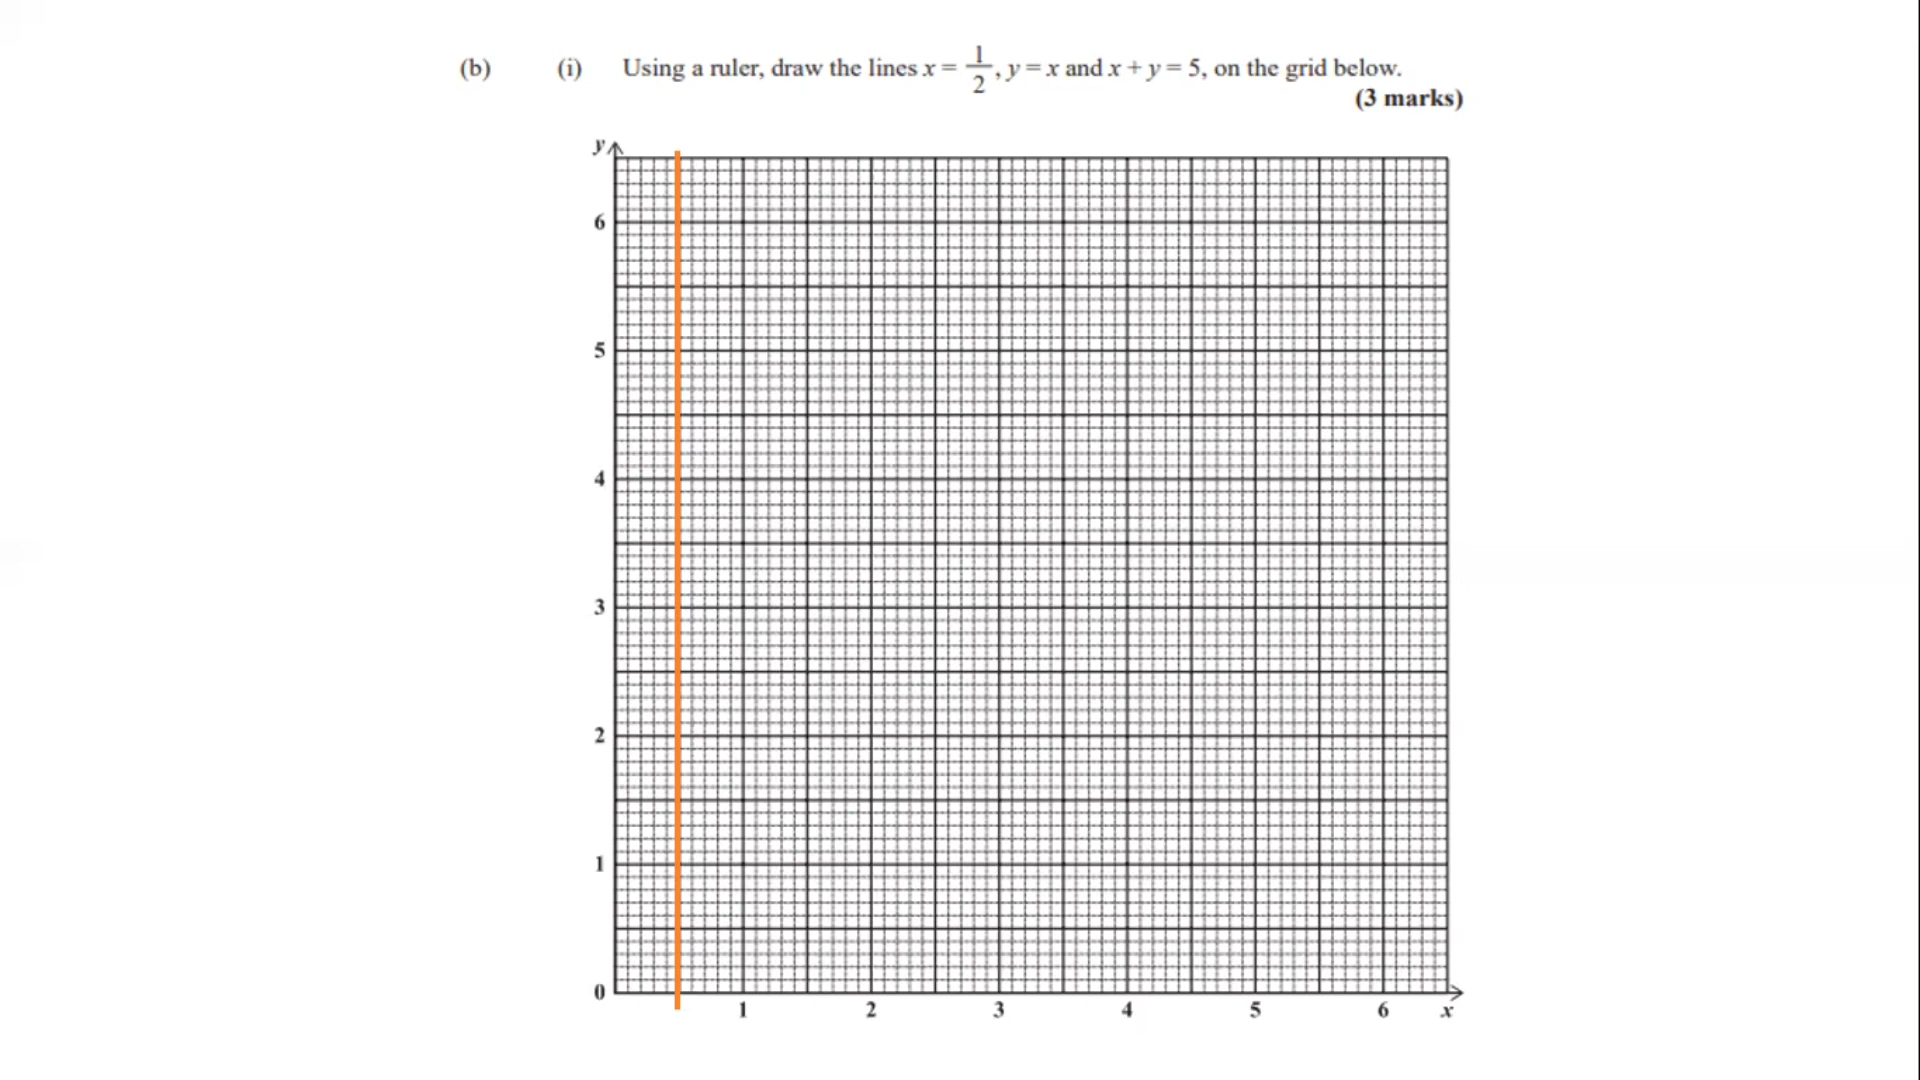 (b) (i) Using a ruler, draw the lines x = 1/2, y = x and x + y = 5, on the grid below.
(3 marks)
y
6
5
4
3
2
1
0
1 2 3 4 5 6 x